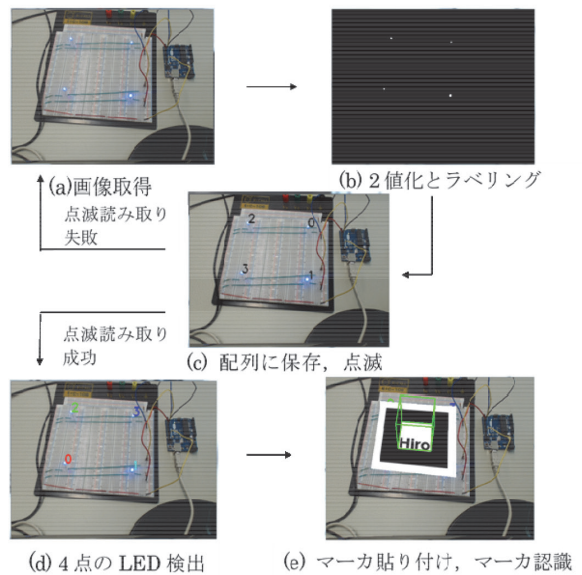 (a)画像取得
(b) 2値化とラベリング
点滅読み取り
失敗
2
0
3
1
(c) 配列に保存, 点滅
点滅読み取り
成功
3
0
Hiro
(d) 4点の LED 検出
(e) マーカ貼り付け, マーカ認識